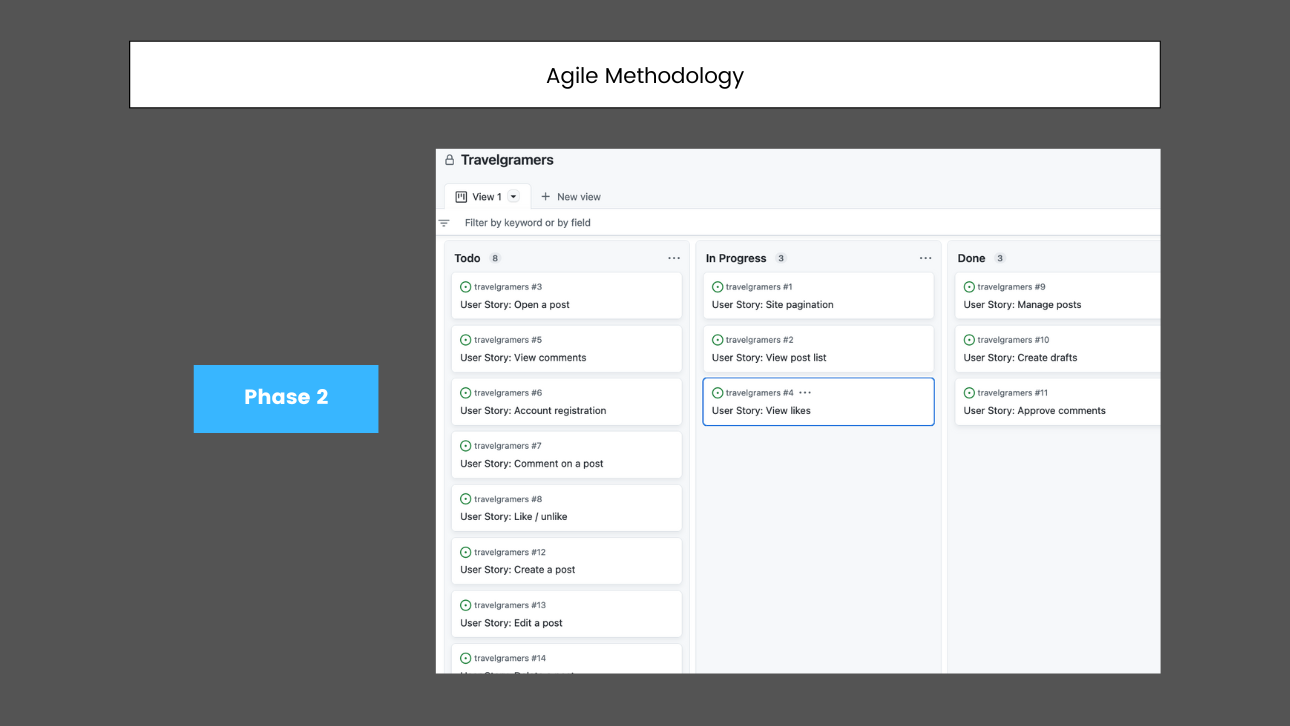 Agile Methodology
Phase 2
Travelgramers
View 1
New view
Filter by keyword or by field
Todo 8
travelgramers #3
User Story: Open a post
travelgramers #5
User Story: View comments
travelgramers #6
User Story: Account registration
travelgramers #7
User Story: Comment on a post
travelgramers #8
User Story: Like / unlike
travelgramers #12
User Story: Create a post
travelgramers #13
User Story: Edit a post
travelgramers #14
In Progress 3
travelgramers #1
User Story: Site pagination
travelgramers #2
User Story: View post list
travelgramers #4
User Story: View likes
Done 3
travelgramers #9
User Story: Manage posts
travelgramers #10
User Story: Create drafts
travelgramers #11
User Story: Approve comments